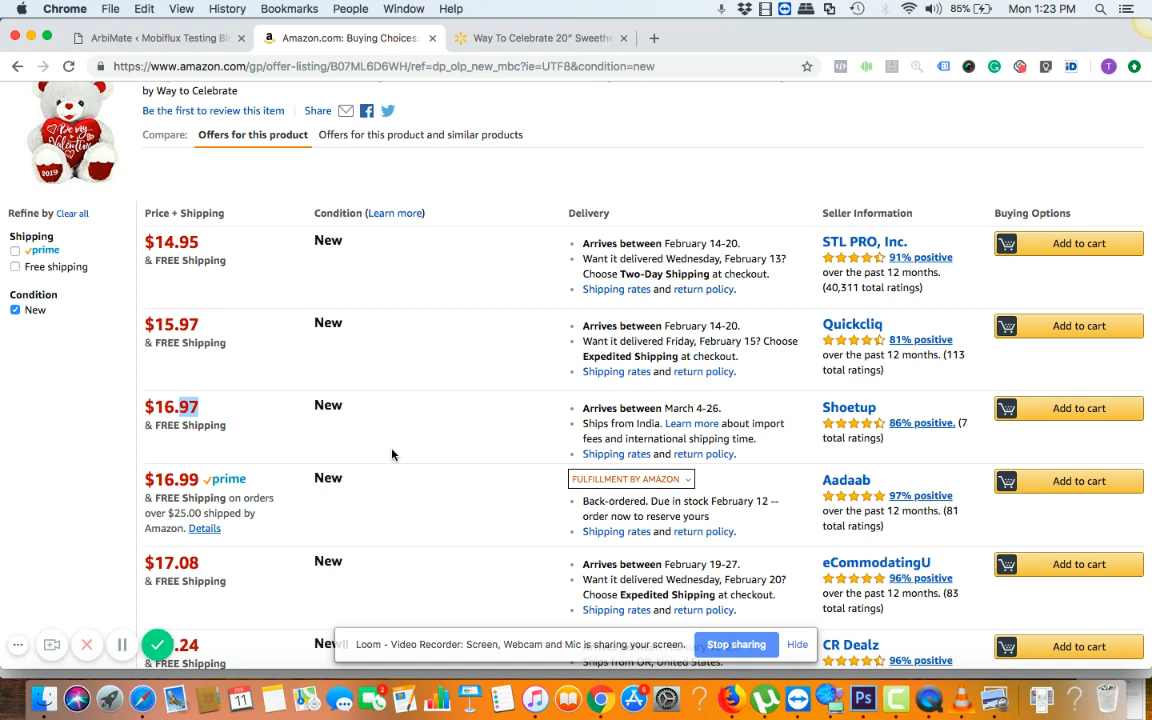 Chrome File Edit View History Bookmarks People Window Help 85% Mon 1:23 PM
ArbiMate ‹ Mobiflux Testing Bl
Amazon.com: Buying Choices:
Way To Celebrate 20" Sweethe
https://www.amazon.com/gp/offer-listing/B07ML6D6WH/ref=dp_olp_new_mbc?ie=UTF8&condition=new
T
iD
by Way to Celebrate
Be the first to review this item Share
Compare: Offers for this product Offers for this product and similar products
Be my
Valentine
2019
Refine by Clear all
Shipping
prime
Free shipping
Condition
New
Price + Shipping Condition (Learn more) Delivery Seller Information Buying Options
$14.95
& FREE Shipping
New
Arrives between February 14-20.
Want it delivered Wednesday, February 13?
Choose Two-Day Shipping at checkout.
Shipping rates and return policy.
STL PRO, Inc.
91% positive
over the past 12 months.
(40,311 total ratings)
Add to cart
$15.97
& FREE Shipping
New
Arrives between February 14-20.
Want it delivered Friday, February 15? Choose
Expedited Shipping at checkout.
Shipping rates and return policy.
Quickcliq
81% positive
over the past 12 months. (113
total ratings)
Add to cart
$16.97
& FREE Shipping
New
Arrives between March 4-26.
Ships from India. Learn more about import
fees and international shipping time.
Shipping rates and return policy.
Shoetup
86% positive. (7
total ratings)
Add to cart
$16.99 prime
& FREE Shipping on orders
over $25.00 shipped by
Amazon. Details
New
FULFILLMENT BY AMAZON
Back-ordered. Due in stock February 12 --
order now to reserve yours
Shipping rates and return policy.
Aadaab
97% positive
over the past 12 months. (81
total ratings)
Add to cart
$17.08
& FREE Shipping
New
Arrives between February 19-27.
Want it delivered Wednesday, February 20?
Choose Expedited Shipping at checkout.
Shipping rates and return policy.
eCommodatingU
96% positive
over the past 12 months. (83
total ratings)
Add to cart
.24
& FREE Shipping
New
Ships from OR, United States.
CR Dealz
96% positive
Add to cart
Loom - Video Recorder: Screen, Webcam and Mic is sharing your screen. Stop sharing Hide